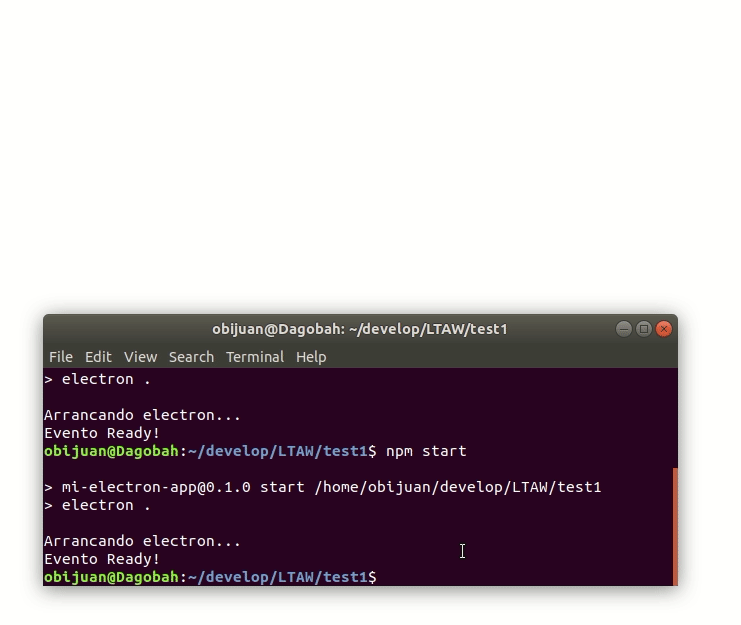 obijuan@Dagobah: ~/develop/LTAW/test1
File Edit View Search Terminal Help
> electron .
Arrancando electron...
Evento Ready!
obijuan@Dagobah:~/develop/LTAW/test1$ npm start
> mi-electron-app@0.1.0 start /home/obijuan/develop/LTAW/test1
> electron .
Arrancando electron...
Evento Ready!
obijuan@Dagobah:~/develop/LTAW/test1$